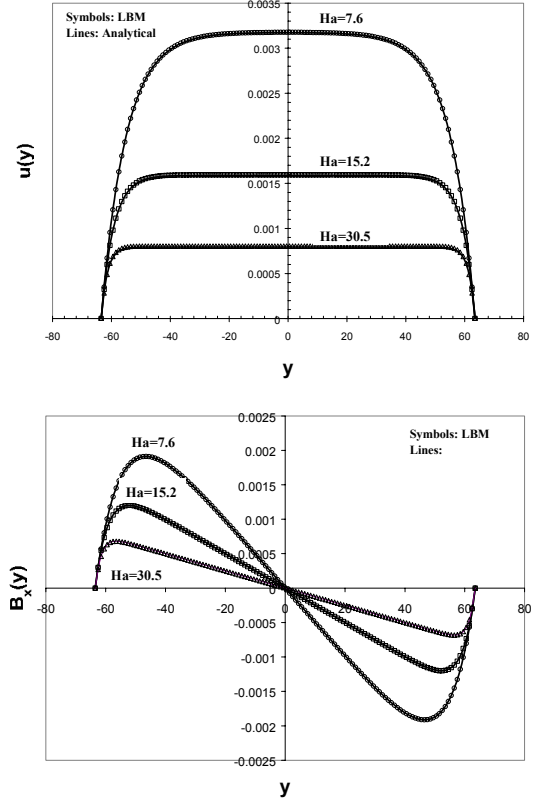 0.0035
Symbols: LBM
Lines: Analytical
Ha=7.6
0.003
0.0025
0.002
u(y)
Ha=15.2
0.0015
0.001
Ha=30.5
0.0005
0
-80 -60 -40 -20 0 20 40 60 80
y
0.0025
Symbols: LBM
Lines:
Ha=7.6
0.002
0.0015
Ha=15.2
0.001
Ha=30.5
0.0005
0
Bx(y)
-80 -60 -40 -20 0 20 40 60 80
-0.0005
-0.001
-0.0015
-0.002
-0.0025
y